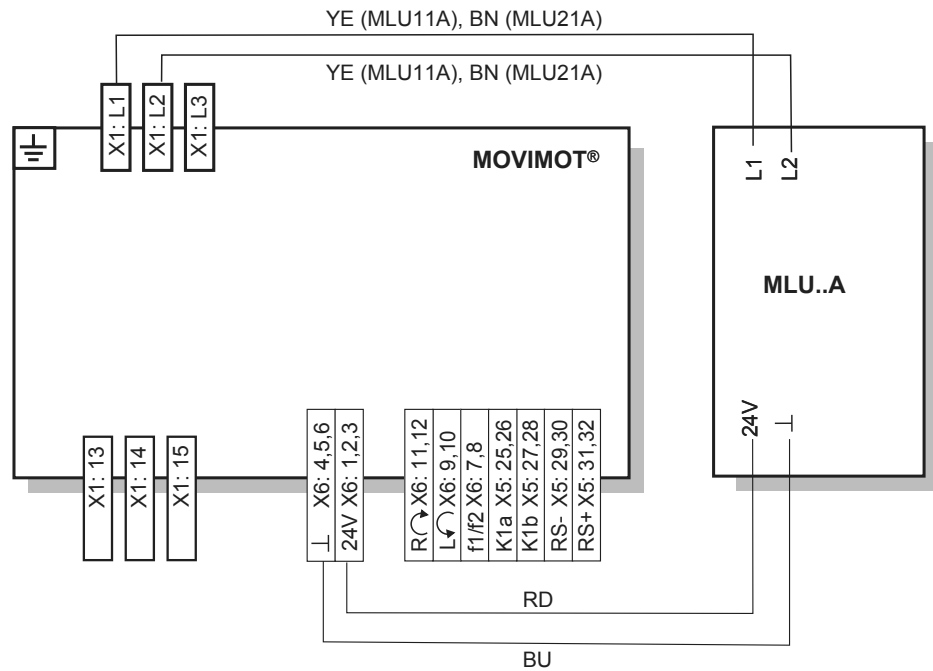 YE (MLU11A), BN (MLU21A)
YE (MLU11A), BN (MLU21A)
X1: L1
X1: L2
X1: L3
MOVIMOT®
L1
L2
MLU..A
24V
⊥
X1: 13
X1: 14
X1: 15
⊥ X6: 4,5,6
24V X6: 1,2,3
R X6: 11,12
L X6: 9,10
f1/f2 X6: 7,8
K1a X5: 25,26
K1b X5: 27,28
RS- X5: 29,30
RS+ X5: 31,32
RD
BU